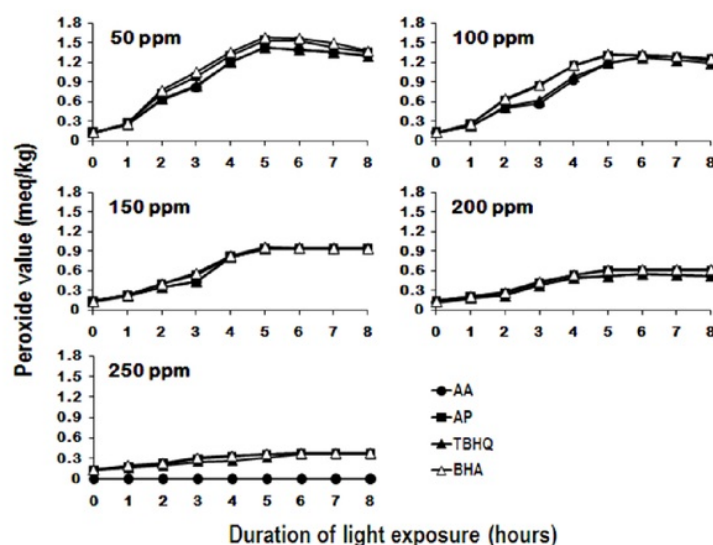 Peroxide value (meq/kg)
50 ppm
1.8
1.5
1.2
0.9
0.6
0.3
0
0 1 2 3 4 5 6 7 8
100 ppm
1.8
1.5
1.2
0.9
0.6
0.3
0
0 1 2 3 4 5 6 7 8
150 ppm
1.8
1.5
1.2
0.9
0.6
0.3
0
0 1 2 3 4 5 6 7 8
200 ppm
1.8
1.5
1.2
0.9
0.6
0.3
0
0 1 2 3 4 5 6 7 8
250 ppm
1.8
1.5
1.2
0.9
0.6
0.3
0
0 1 2 3 4 5 6 7 8
AA
AP
TBHQ
BHA
Duration of light exposure (hours)